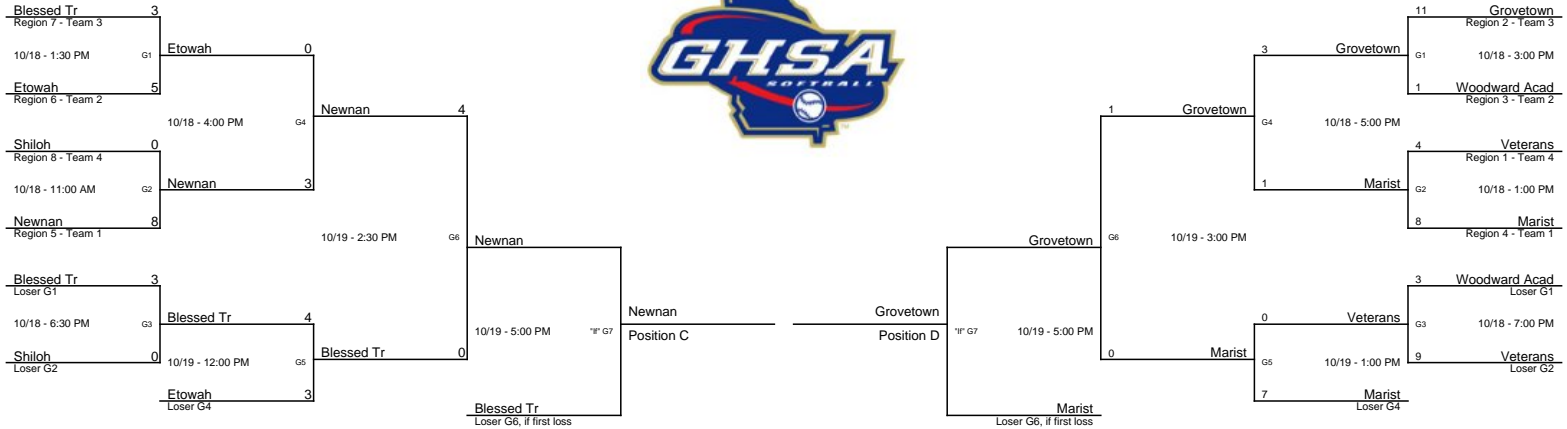 GHSA
SOFTBALL
Blessed Tr 3
Region 7 - Team 3
10/18 - 1:30 PM G1
Etowah 0
Etowah 5
Region 6 - Team 2
10/18 - 4:00 PM G4
Newnan 4
Shiloh 0
Region 8 - Team 4
10/18 - 11:00 AM G2
Newnan 3
Newnan 8
Region 5 - Team 1
10/19 - 2:30 PM G6
Newnan
Blessed Tr 3
Loser G1
10/18 - 6:30 PM G3
Blessed Tr 4
Shiloh 0
Loser G2
10/19 - 12:00 PM G5
Blessed Tr 0
Etowah 3
Loser G4
10/19 - 5:00 PM "If" G7
Newnan
Position C
Blessed Tr
Loser G6, if first loss
11 Grovetown
Region 2 - Team 3
3 Grovetown
G1 10/18 - 3:00 PM
1 Woodward Acad
Region 3 - Team 2
1 Grovetown
G4 10/18 - 5:00 PM
4 Veterans
Region 1 - Team 4
1 Marist
G2 10/18 - 1:00 PM
8 Marist
Region 4 - Team 1
Grovetown
G6 10/19 - 3:00 PM
3 Woodward Acad
Loser G1
0 Veterans
G3 10/18 - 7:00 PM
9 Veterans
Loser G2
0 Marist
G5 10/19 - 1:00 PM
7 Marist
Loser G4
Grovetown
Position D
"If" G7 10/19 - 5:00 PM
Marist
Loser G6, if first loss